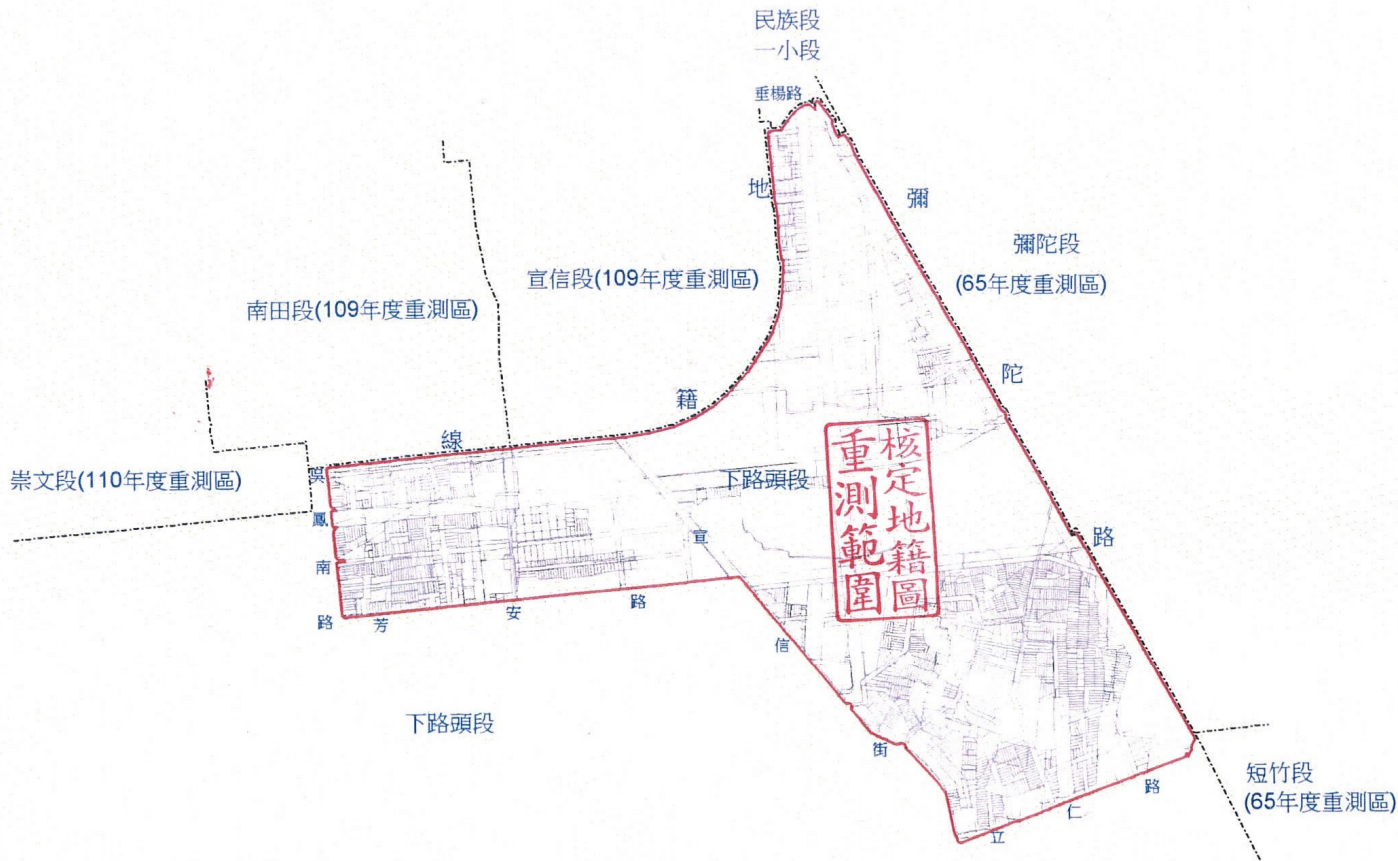 民族段
一小段
垂楊路
地
籍
線
彌
陀
路
彌陀段
(65年度重測區)
宣信段(109年度重測區)
南田段(109年度重測區)
崇文段(110年度重測區)
吳
鳳
南
路
芳
安
路
下路頭段
核定地籍圖
重測範圍
宣
信
街
下路頭段
立
仁
路
短竹段
(65年度重測區)